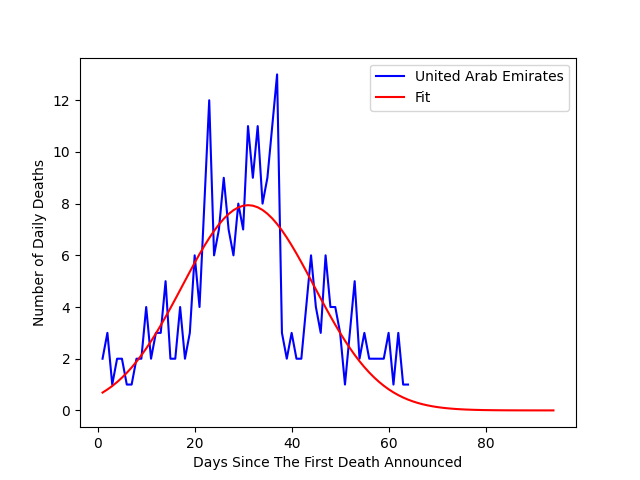 United Arab Emirates
Fit
Number of Daily Deaths
12
10
8
6
4
2
0
0 20 40 60 80
Days Since The First Death Announced